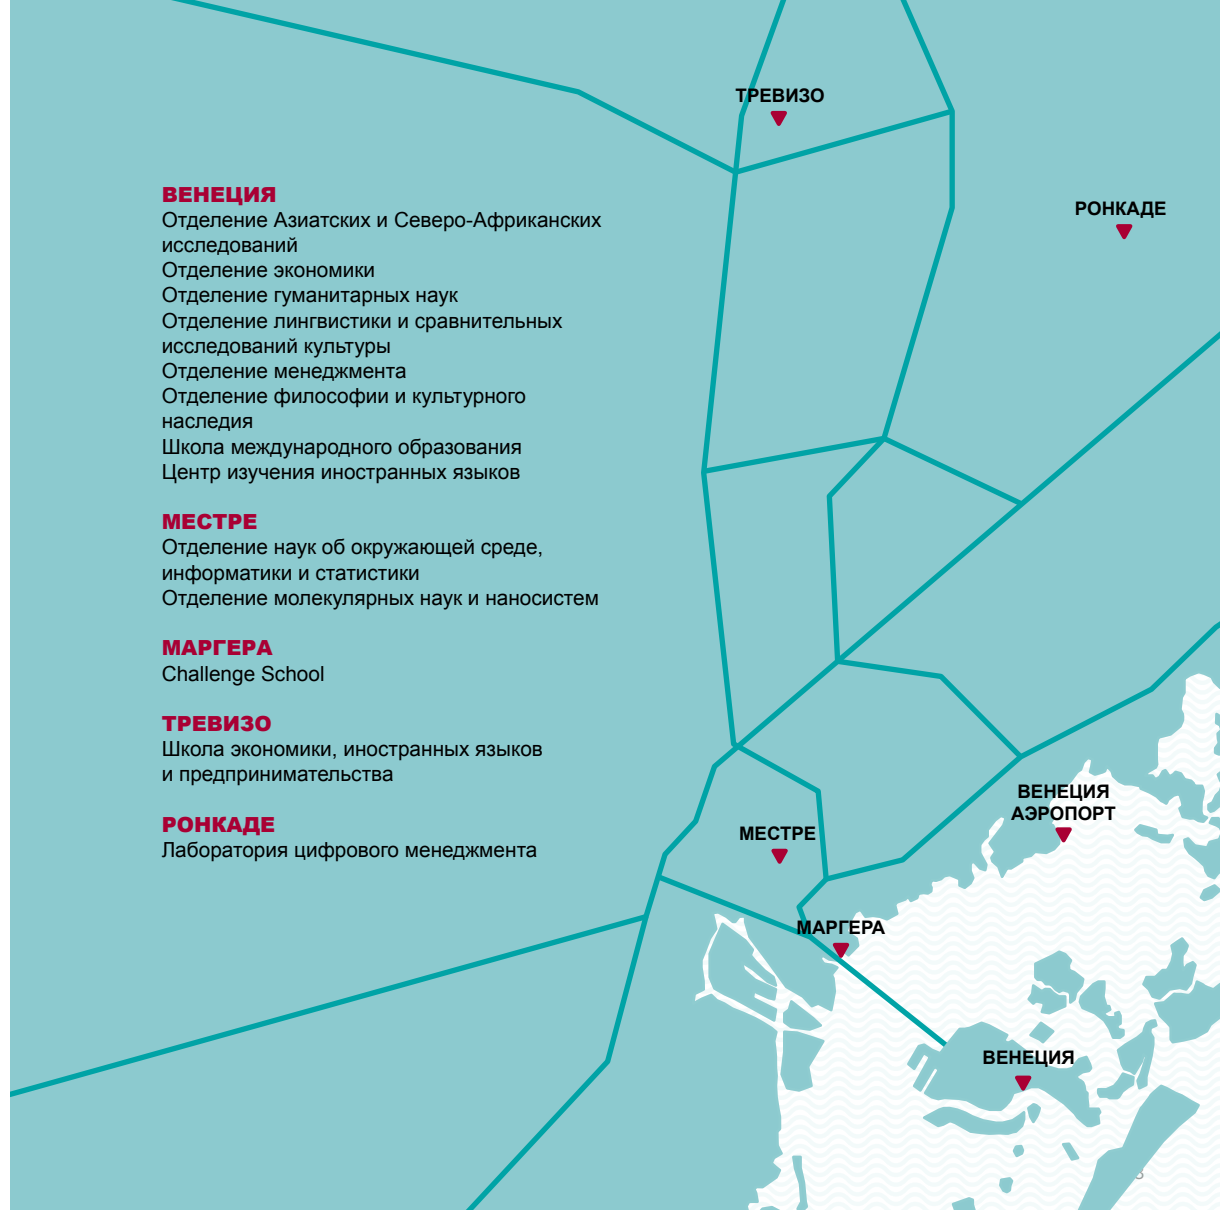 ВЕНЕЦИЯ
Отделение Азиатских и Северо-Африканских
исследований
Отделение экономики
Отделение гуманитарных наук
Отделение лингвистики и сравнительных
исследований культуры
Отделение менеджмента
Отделение философии и культурного
наследия
Школа международного образования
Центр изучения иностранных языков
МЕСТРЕ
Отделение наук об окружающей среде,
информатики и статистики
Отделение молекулярных наук и наносистем
МАРГЕРА
Challenge School
ТРЕВИЗО
Школа экономики, иностранных языков
и предпринимательства
РОНКАДЕ
Лаборатория цифрового менеджмента
ТРЕВИЗО
РОНКАДЕ
ВЕНЕЦИЯ
АЭРОПОРТ
МЕСТРЕ
МАРГЕРА
ВЕНЕЦИЯ